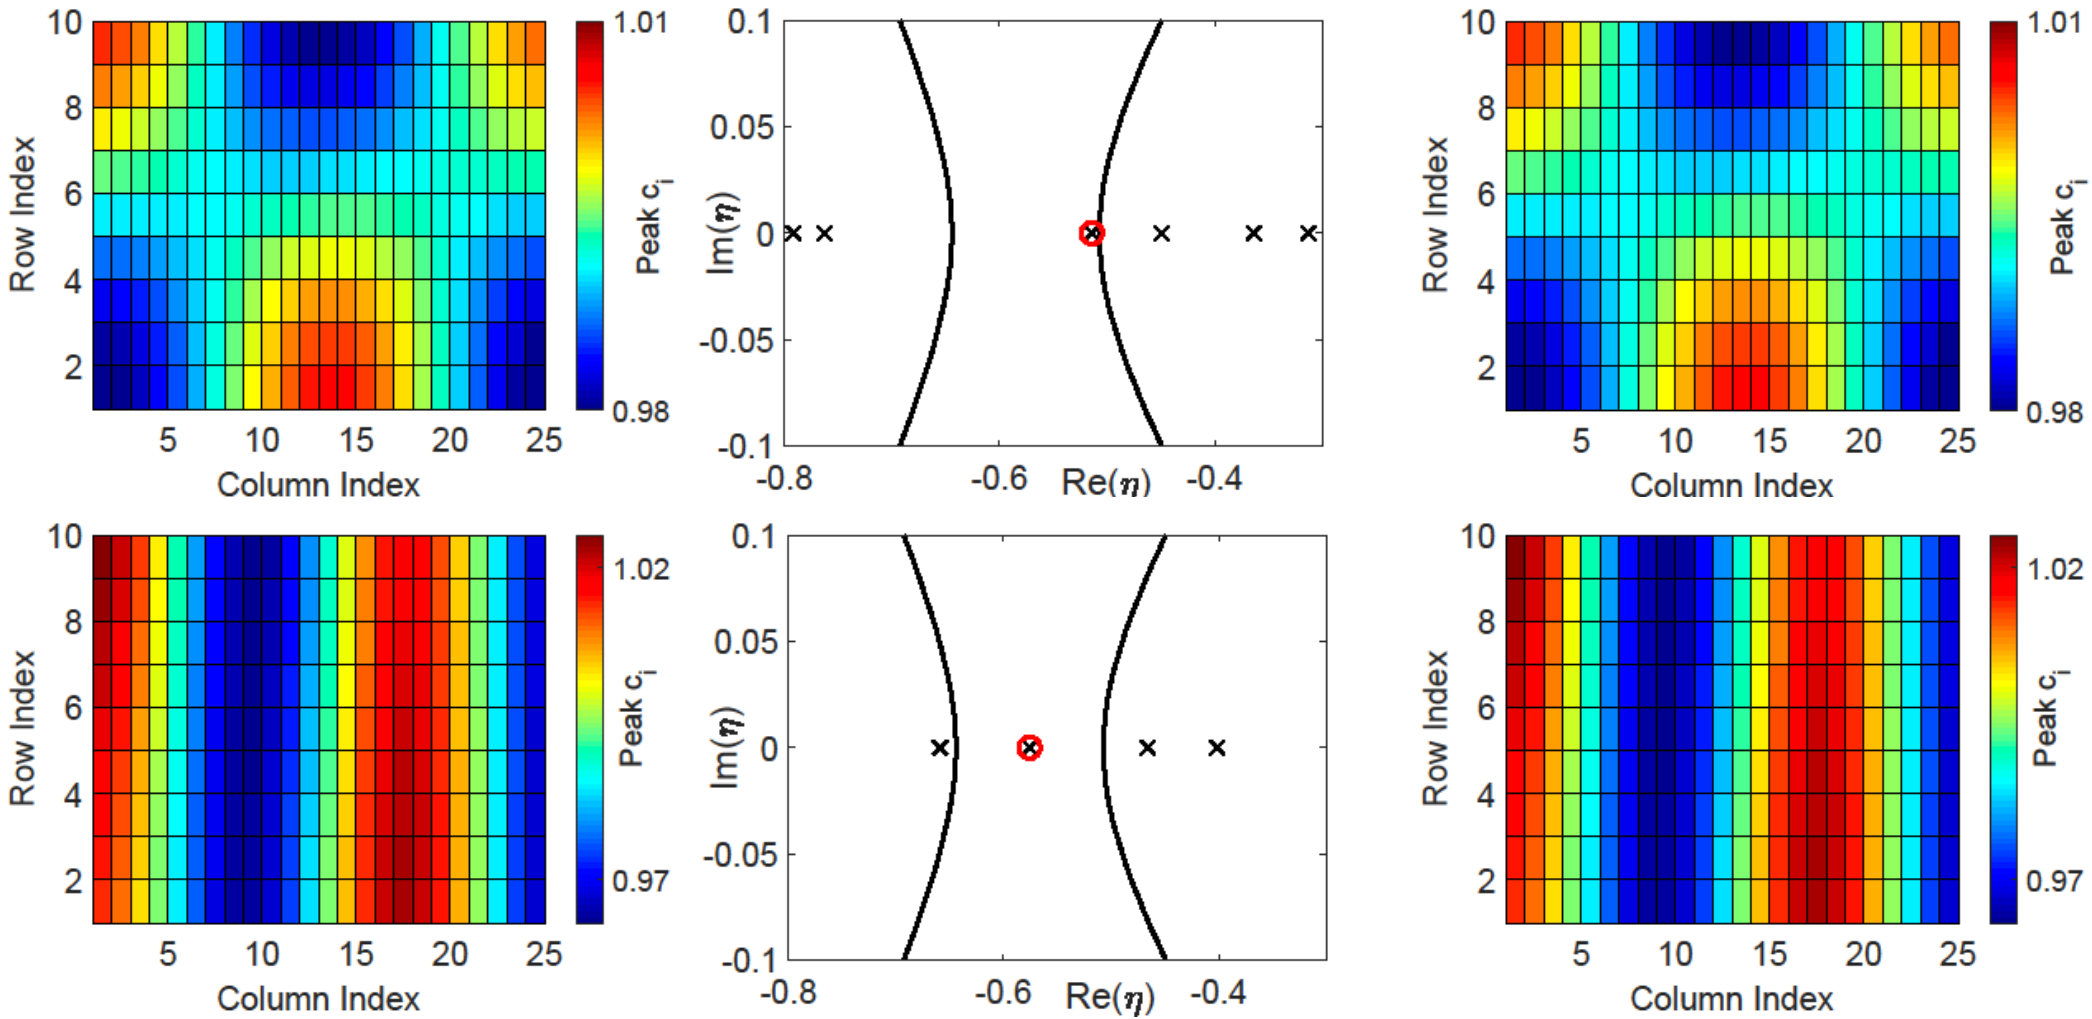 10
8
6
4
2
Row Index
5 10 15 20 25
Column Index
1.01
0.98
Peak c_i
0.1
0.05
0
-0.05
-0.1
Im(η)
-0.8 -0.6 -0.4
Re(η)
10
8
6
4
2
Row Index
5 10 15 20 25
Column Index
1.01
0.98
Peak c_i
10
8
6
4
2
Row Index
5 10 15 20 25
Column Index
1.02
0.97
Peak c_i
0.1
0.05
0
-0.05
-0.1
Im(η)
-0.8 -0.6 -0.4
Re(η)
10
8
6
4
2
Row Index
5 10 15 20 25
Column Index
1.02
0.97
Peak c_i